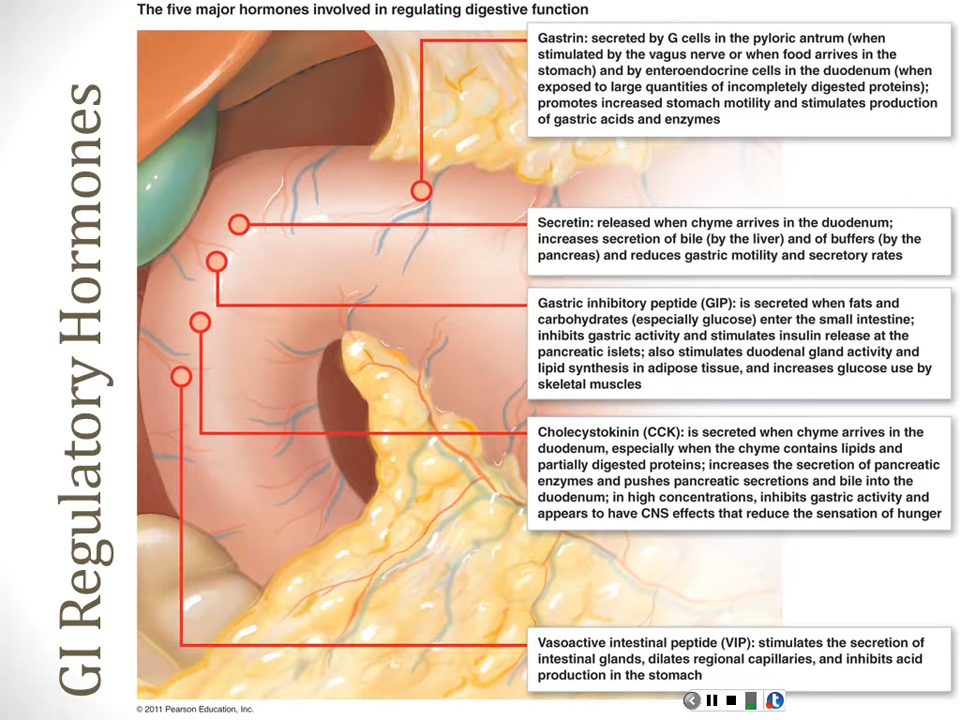 The five major hormones involved in regulating digestive function
GI Regulatory Hormones
Gastrin: secreted by G cells in the pyloric antrum (when
stimulated by the vagus nerve or when food arrives in the
stomach) and by enteroendocrine cells in the duodenum (when
exposed to large quantities of incompletely digested proteins);
promotes increased stomach motility and stimulates production
of gastric acids and enzymes
Secretin: released when chyme arrives in the duodenum;
increases secretion of bile (by the liver) and of buffers (by the
pancreas) and reduces gastric motility and secretory rates
Gastric inhibitory peptide (GIP): is secreted when fats and
carbohydrates (especially glucose) enter the small intestine;
inhibits gastric activity and stimulates insulin release at the
pancreatic islets; also stimulates duodenal gland activity and
lipid synthesis in adipose tissue, and increases glucose use by
skeletal muscles
Cholecystokinin (CCK): is secreted when chyme arrives in the
duodenum, especially when the chyme contains lipids and
partially digested proteins; increases the secretion of pancreatic
enzymes and pushes pancreatic secretions and bile into the
duodenum; in high concentrations, inhibits gastric activity and
appears to have CNS effects that reduce the sensation of hunger
Vasoactive intestinal peptide (VIP): stimulates the secretion of
intestinal glands, dilates regional capillaries, and inhibits acid
production in the stomach
© 2011 Pearson Education, Inc.
t